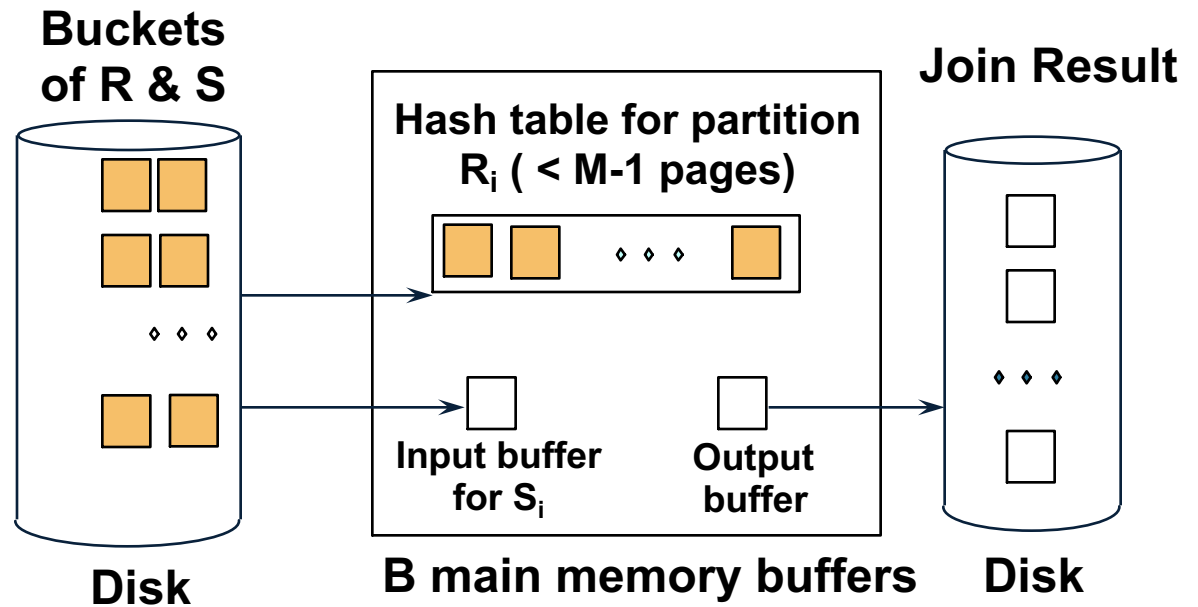 Buckets
of R & S
Join Result
Hash table for partition
Rᵢ ( < M-1 pages)
Input buffer
for Sᵢ
Output
buffer
Disk
B main memory buffers
Disk